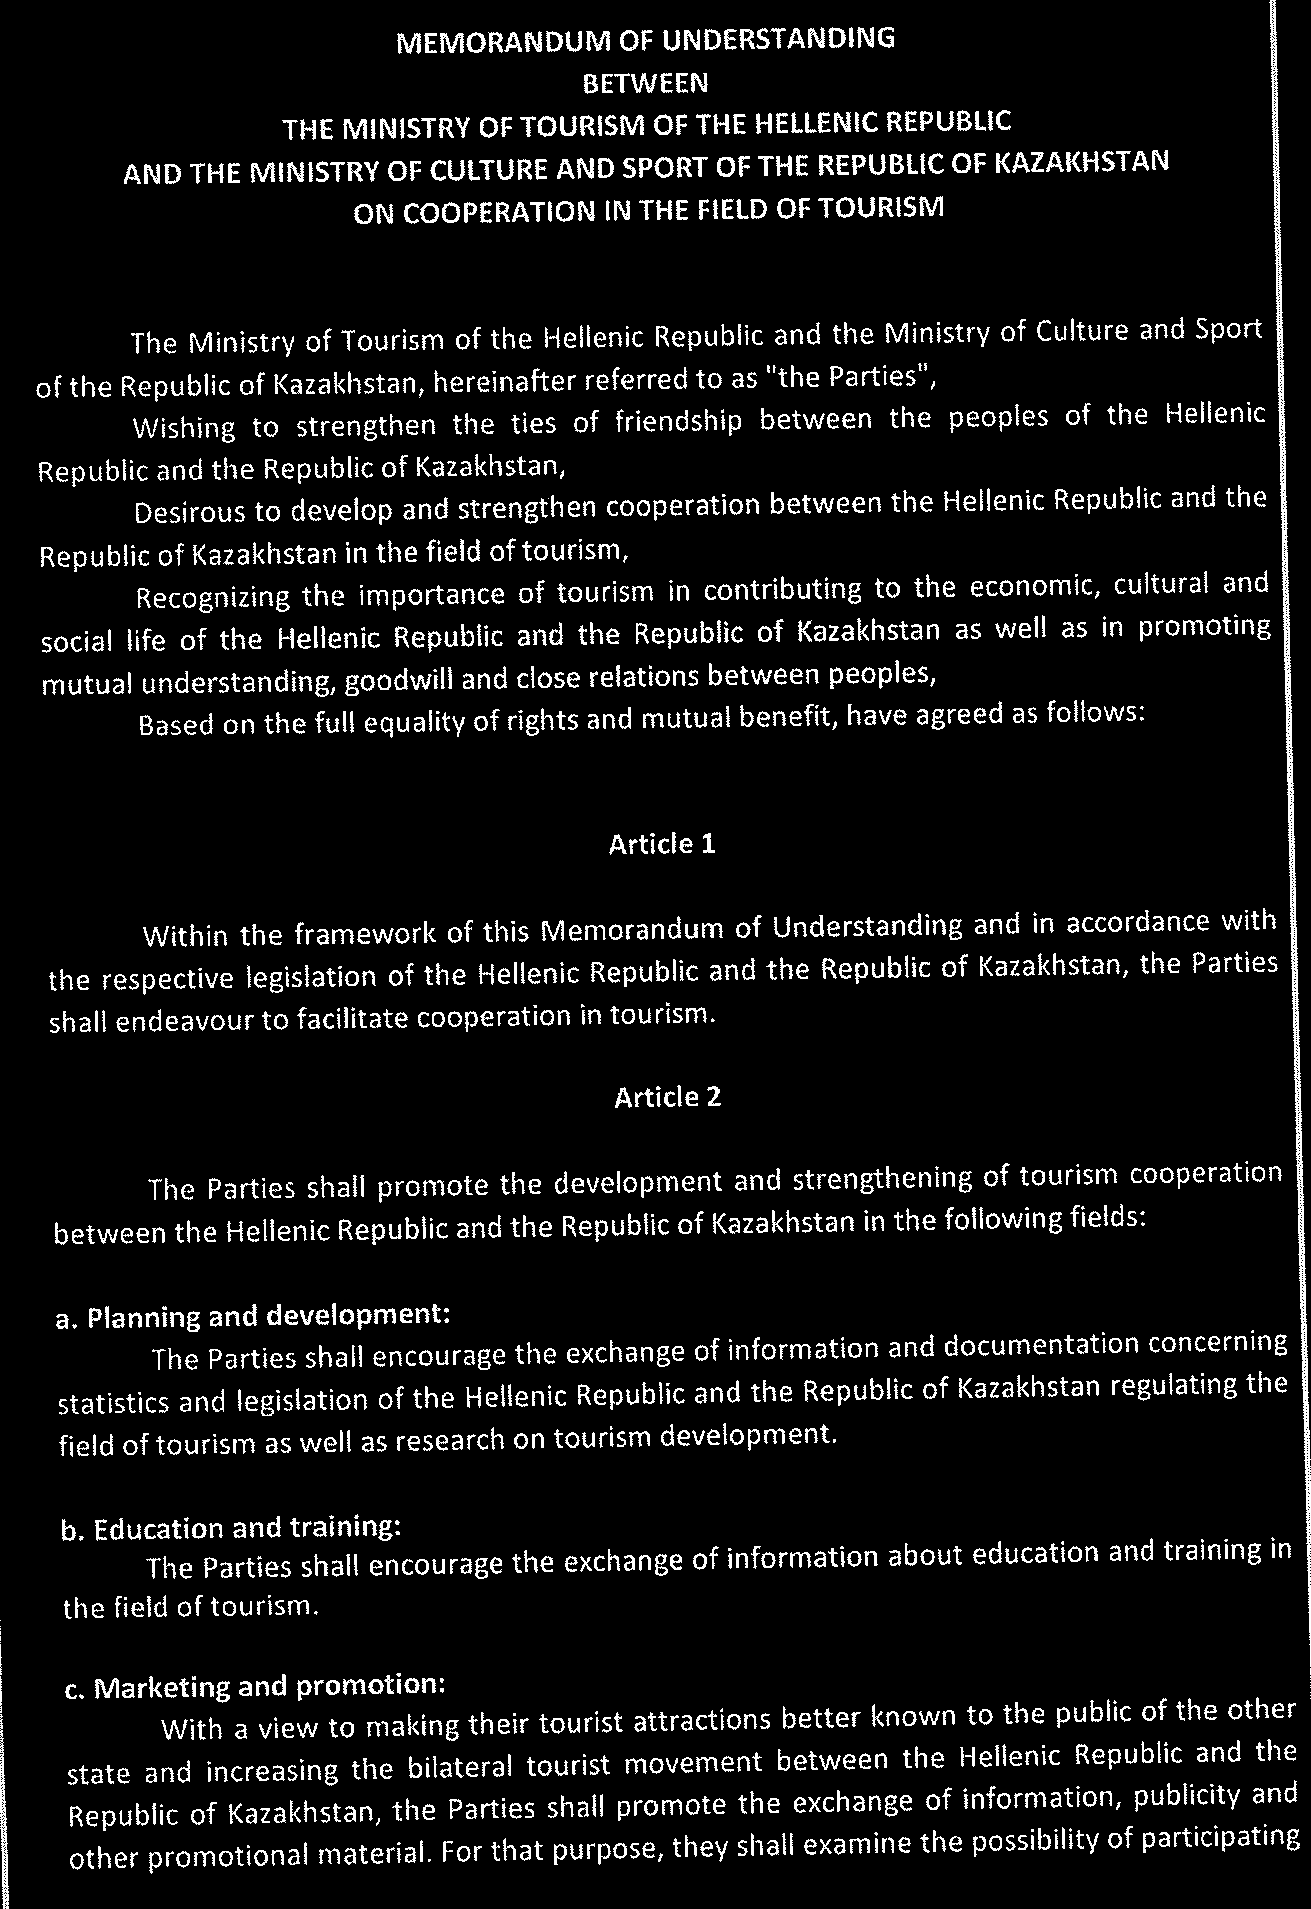 MEMORANDUM OF UNDERSTANDING
BETWEEN
THE MINISTRY OF TOURISM OF THE HELLENIC REPUBLIC
AND THE MINISTRY OF CULTURE AND SPORT OF THE REPUBLIC OF KAZAKHSTAN
ON COOPERATION IN THE FIELD OF TOURISM
The Ministry of Tourism of the Hellenic Republic and the Ministry of Culture and Sport
of the Republic of Kazakhstan, hereinafter referred to as "the Parties",
Wishing to strengthen the ties of friendship between the peoples of the Hellenic
Republic and the Republic of Kazakhstan,
Desirous to develop and strengthen cooperation between the Hellenic Republic and the
Republic of Kazakhstan in the field of tourism,
Recognizing the importance of tourism in contributing to the economic, cultural and
social life of the Hellenic Republic and the Republic of Kazakhstan as well as in promoting
mutual understanding, goodwill and close relations between peoples,
Based on the full equality of rights and mutual benefit, have agreed as follows:
Article 1
Within the framework of this Memorandum of Understanding and in accordance with
the respective legislation of the Hellenic Republic and the Republic of Kazakhstan, the Parties
shall endeavour to facilitate cooperation in tourism.
Article 2
The Parties shall promote the development and strengthening of tourism cooperation
between the Hellenic Republic and the Republic of Kazakhstan in the following fields:
a. Planning and development:
The Parties shall encourage the exchange of information and documentation concerning
statistics and legislation of the Hellenic Republic and the Republic of Kazakhstan regulating the
field of tourism as well as research on tourism development.
b. Education and training:
The Parties shall encourage the exchange of information about education and training in
the field of tourism.
c. Marketing and promotion:
With a view to making their tourist attractions better known to the public of the other
state and increasing the bilateral tourist movement between the Hellenic Republic and the
Republic of Kazakhstan, the Parties shall promote the exchange of information, publicity and
other promotional material. For that purpose, they shall examine the possibility of participating